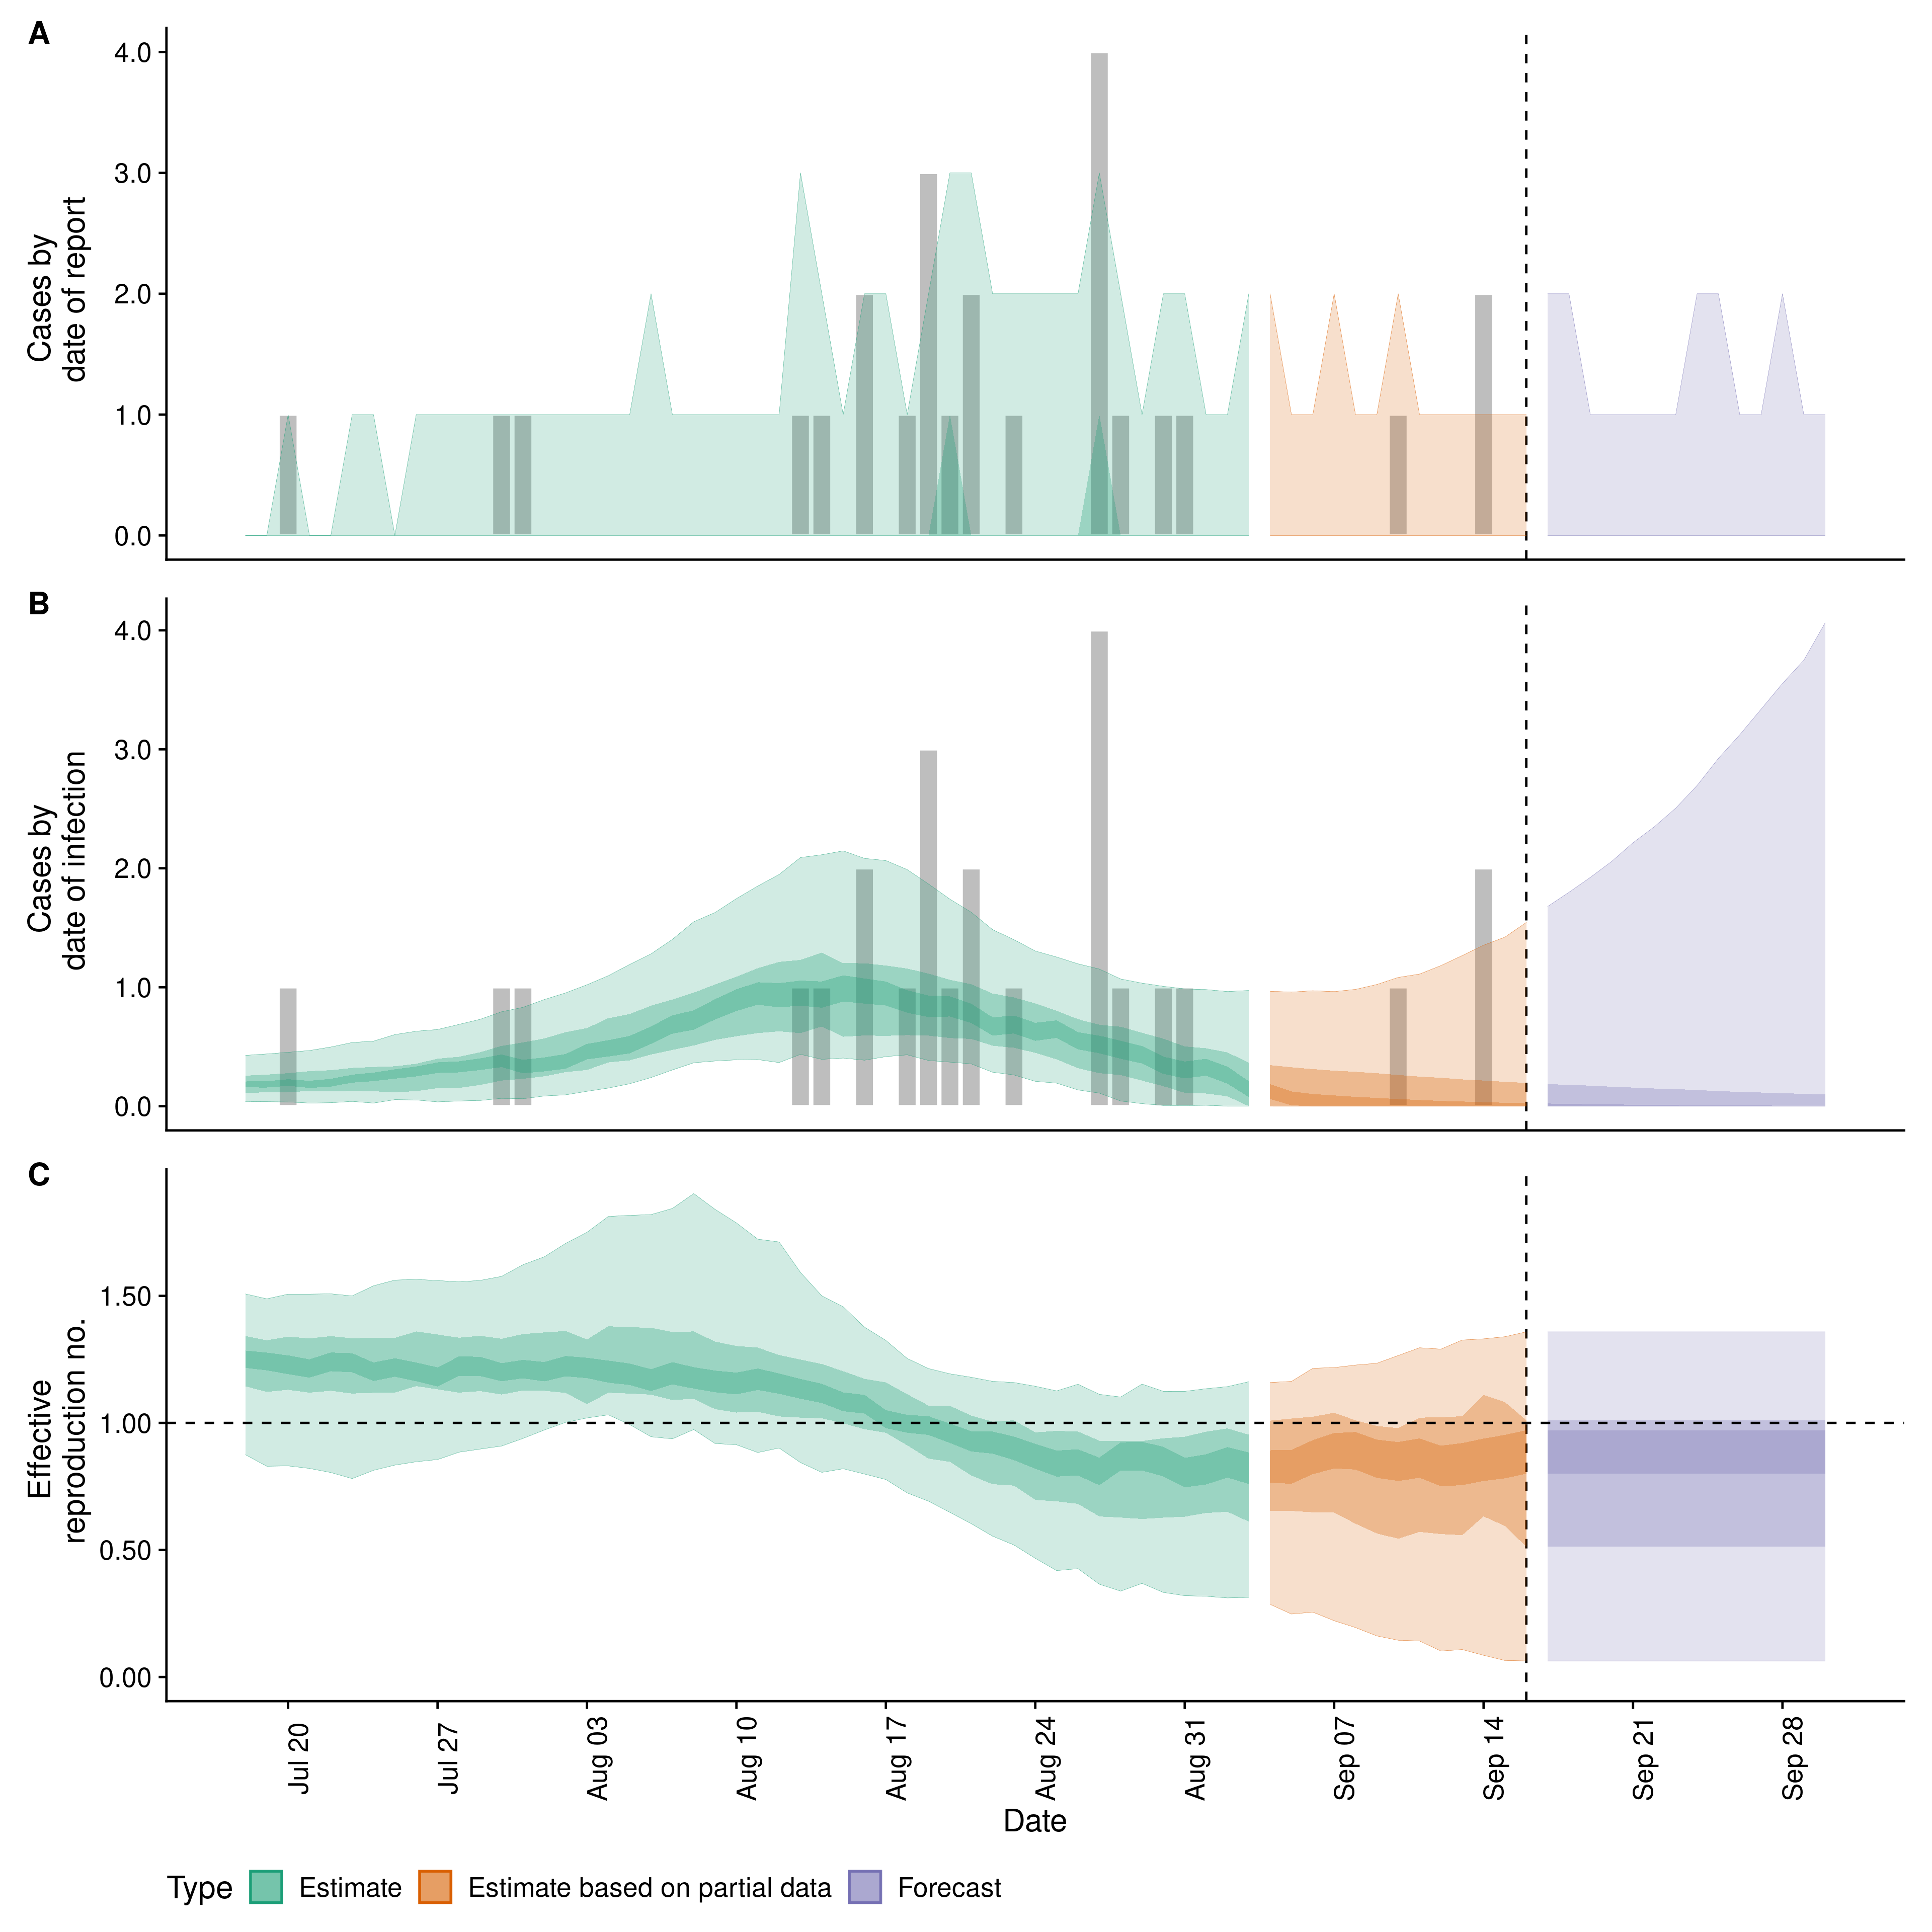 A
4.0
3.0
2.0
1.0
0.0
Cases by
date of report
B
4.0
3.0
2.0
1.0
0.0
Cases by
date of infection
C
1.50
1.00
0.50
0.00
Effective
reproduction no.
Jul 20
Jul 27
Aug 03
Aug 10
Aug 17
Aug 24
Aug 31
Sep 07
Sep 14
Sep 21
Sep 28
Date
Type Estimate Estimate based on partial data Forecast